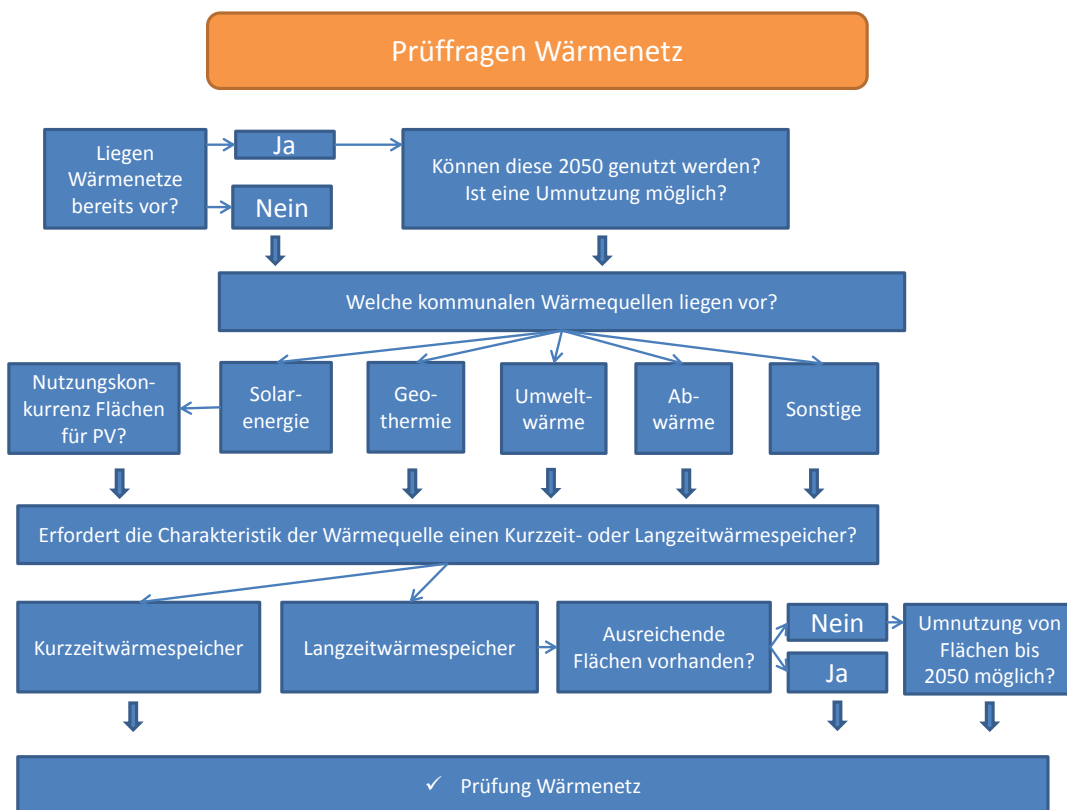 Prüffragen Wärmenetz
Liegen
Wärmenetze
bereits vor?
Ja
Nein
Können diese 2050 genutzt werden?
Ist eine Umnutzung möglich?
Welche kommunalen Wärmequellen liegen vor?
Nutzungskon-
kurrenz Flächen
für PV?
Solar-
energie
Geo-
thermie
Umwelt-
wärme
Ab-
wärme
Sonstige
Erfordert die Charakteristik der Wärmequelle einen Kurzzeit- oder Langzeitwärmespeicher?
Kurzzeitwärmespeicher
Langzeitwärmespeicher
Ausreichende
Flächen vorhanden?
Nein
Ja
Umnutzung von
Flächen bis
2050 möglich?
✓ Prüfung Wärmenetz